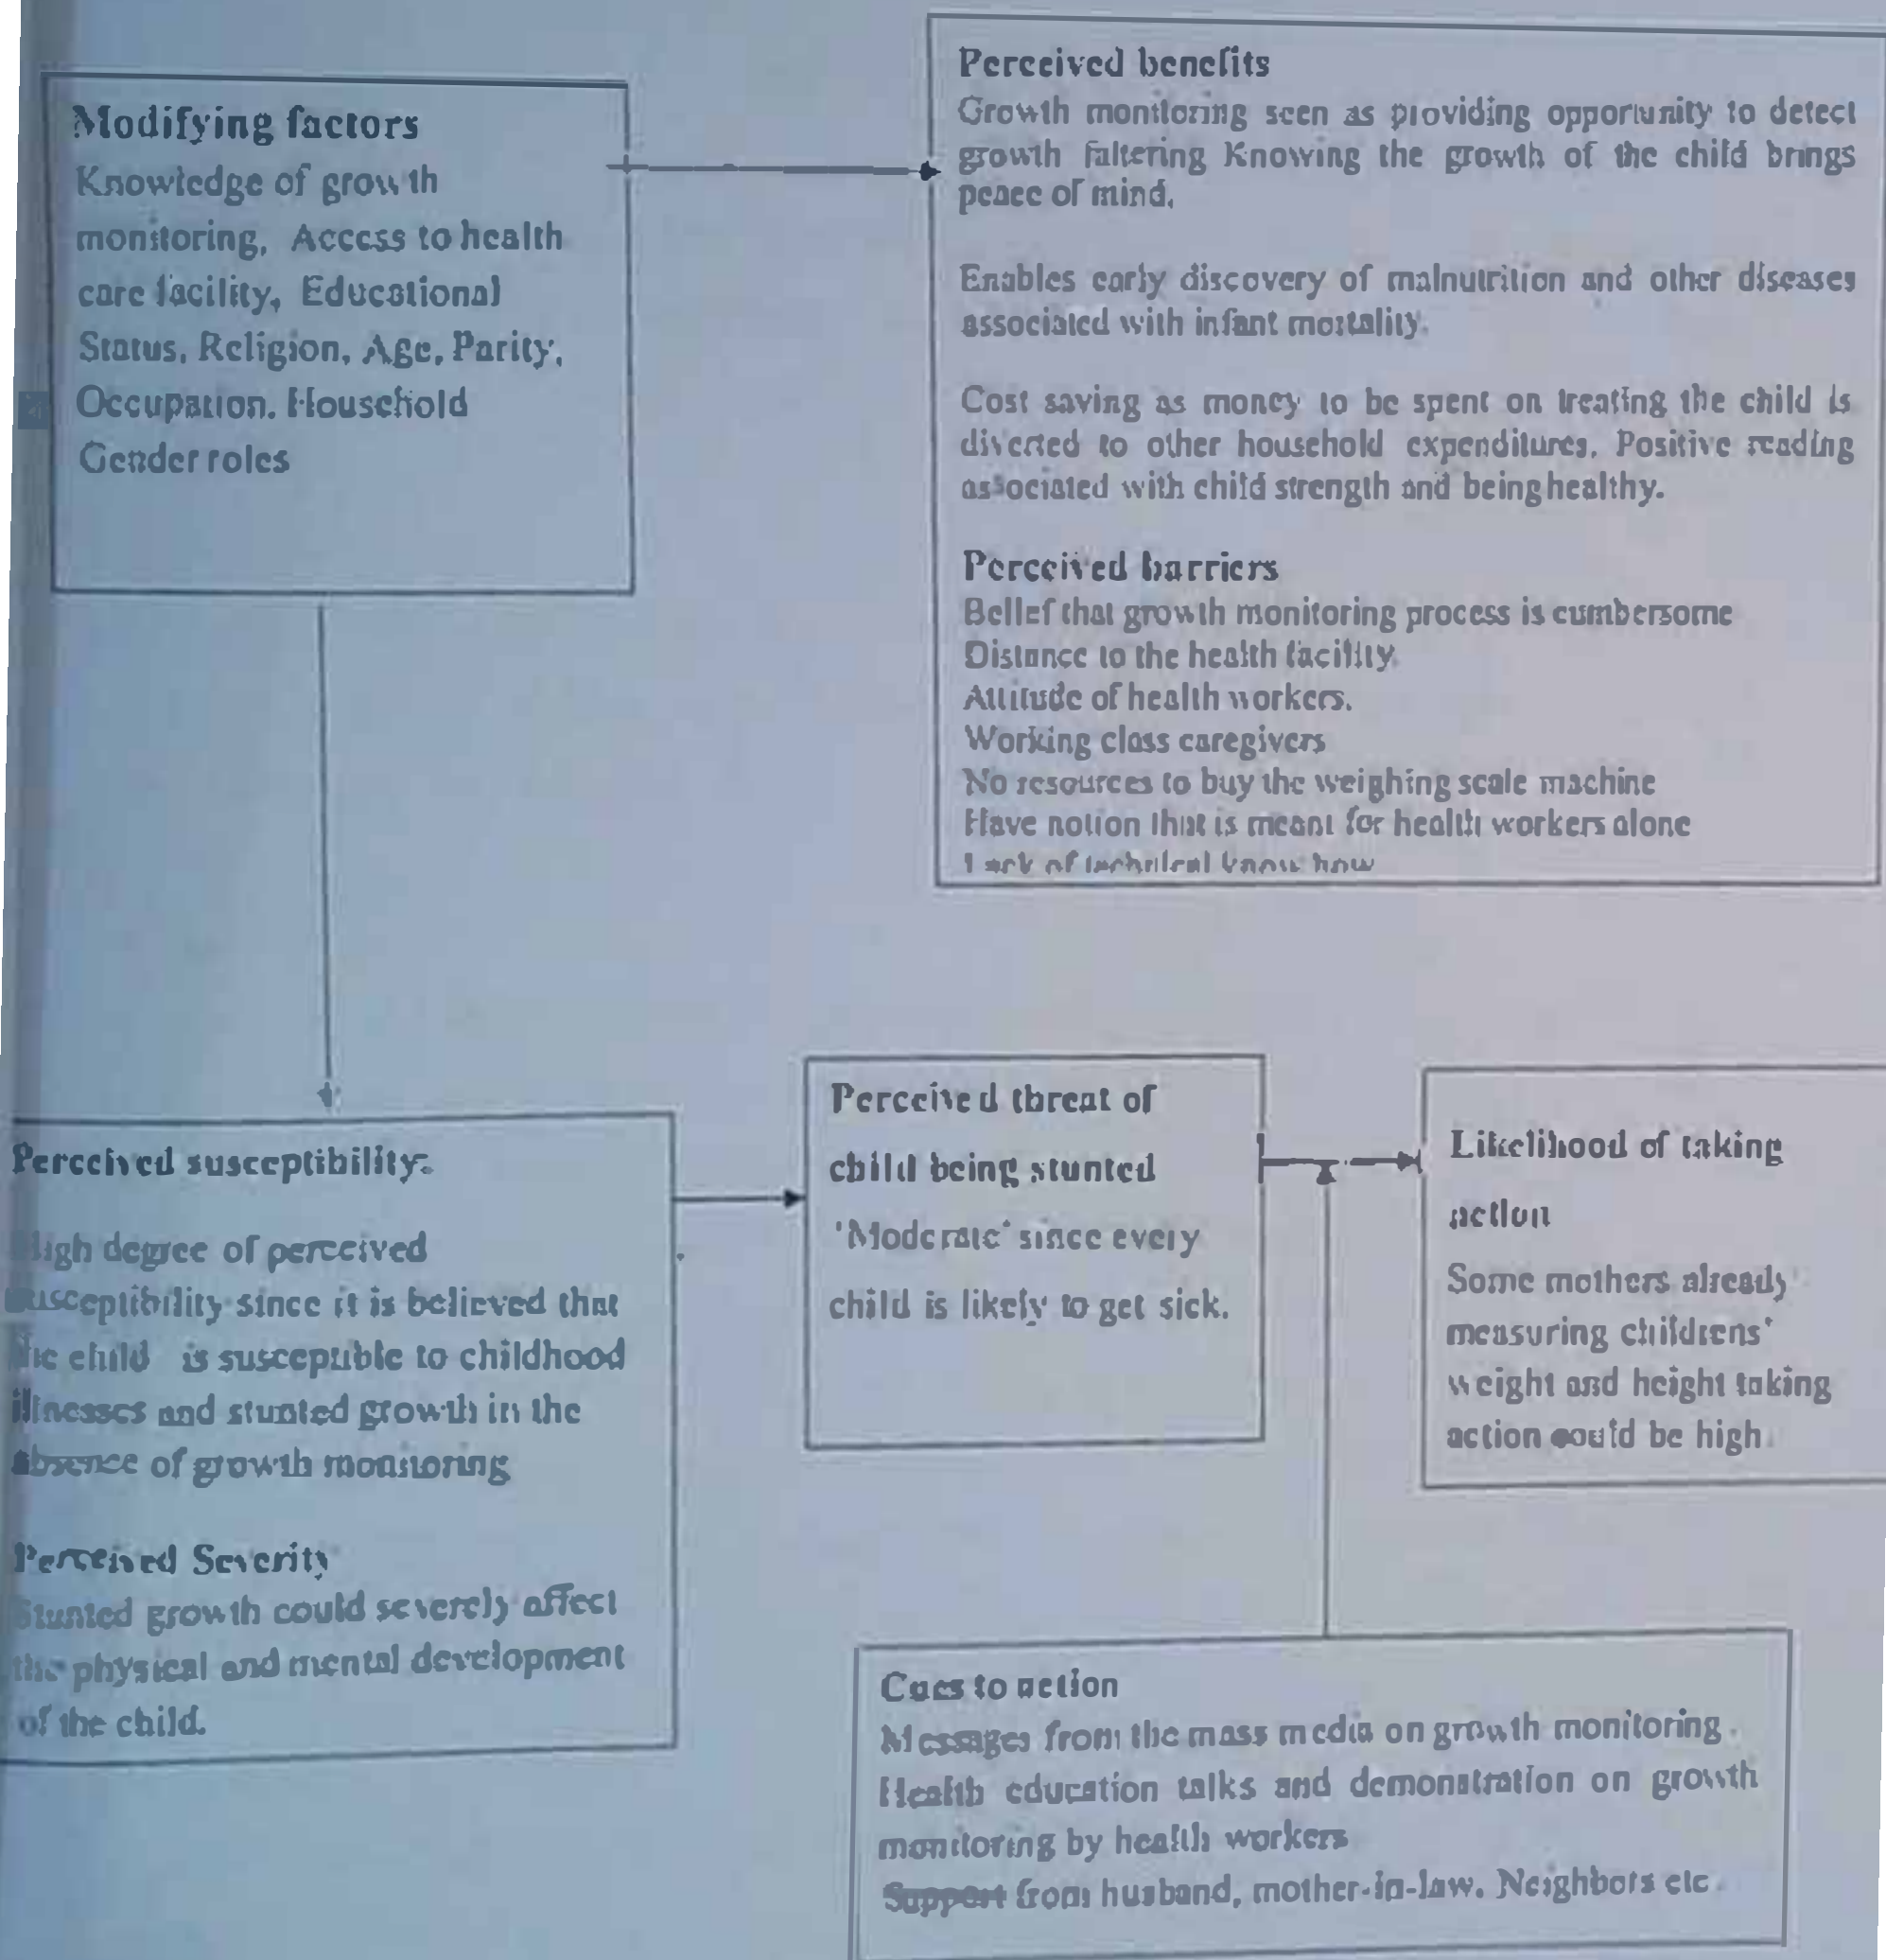 Modifying factors
Knowledge of growth
monitoring, Access to health
care facility, Educational
Status, Religion, Age, Parity,
Occupation. Household
Gender roles
Perceived benefits
Growth monitoring seen as providing opportunity to detect
growth faltering Knowing the growth of the child brings
peace of mind.
Enables early discovery of malnutrition and other diseases
associated with infant mortality.
Cost saving as money to be spent on treating the child is
diverted to other household expenditures. Positive reading
associated with child strength and being healthy.
Perceived barriers
Belief that growth monitoring process is cumbersome
Distance to the health facility.
Attitude of health workers.
Working class caregivers
No resources to buy the weighing scale machine
Have notion that is meant for health workers alone
Lack of technical know how
Perceived susceptibility:
High degree of perceived
susceptibility since it is believed that
the child is susceptible to childhood
illnesses and stunted growth in the
absence of growth monitoring
Perceived Severity
Stunted growth could severely affect
the physical and mental development
of the child.
Perceived threat of
child being stunted
'Moderate' since every
child is likely to get sick.
Likelihood of taking
action
Some mothers already
measuring childrens'
weight and height taking
action could be high.
Cues to action
Messages from the mass media on growth monitoring.
Health education talks and demonstration on growth
monitoring by health workers
Support from husband, mother-in-law. Neighbors etc.